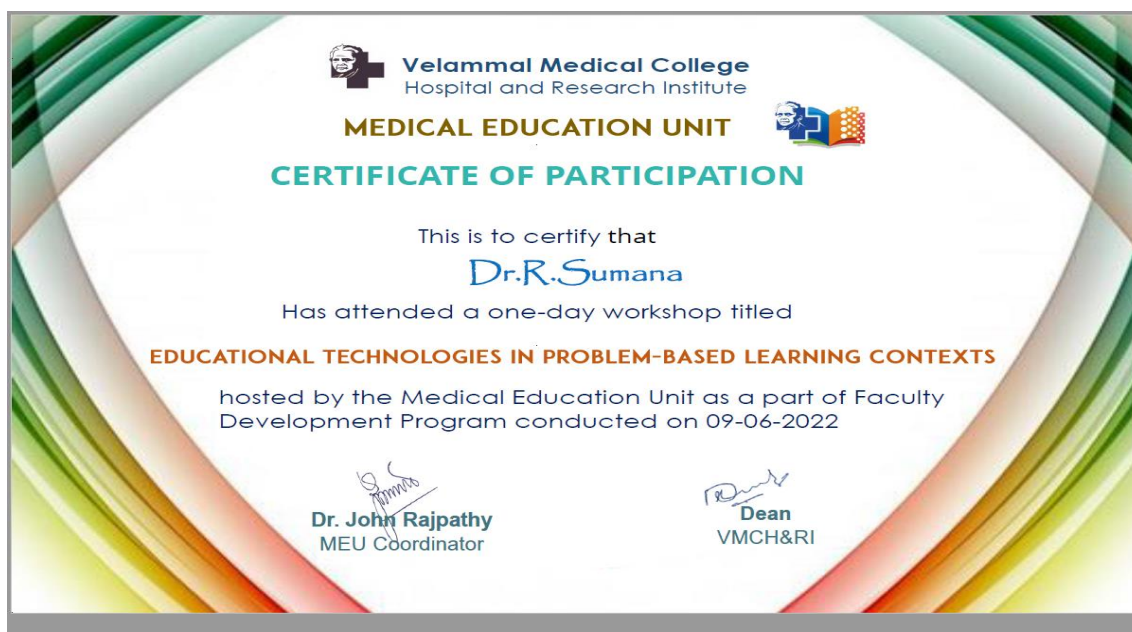 Velammal Medical College
Hospital and Research Institute
MEDICAL EDUCATION UNIT
CERTIFICATE OF PARTICIPATION
This is to certify that
Dr.R.Sumana
Has attended a one-day workshop titled
EDUCATIONAL TECHNOLOGIES IN PROBLEM-BASED LEARNING CONTEXTS
hosted by the Medical Education Unit as a part of Faculty
Development Program conducted on 09-06-2022
Dr. John Rajpathy
MEU Coordinator
Dean
VMCH&RI